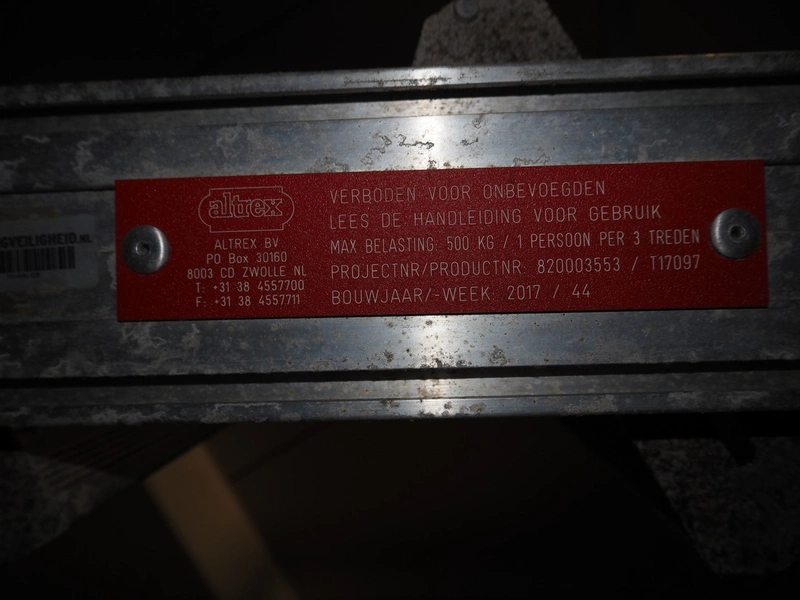 GVEILIGHEID.NL
altrex
ALTREX BV
PO Box 30160
8003 CD ZWOLLE NL
T: +31 38 4557700
F: +31 38 4557711
VERBODEN VOOR ONBEVOEGDEN
LEES DE HANDLEIDING VOOR GEBRUIK
MAX BELASTING: 500 KG / 1 PERSOON PER 3 TREDEN
PROJECTNR/PRODUCTNR: 820003553 / T17097
BOUWJAAR/-WEEK: 2017 / 44